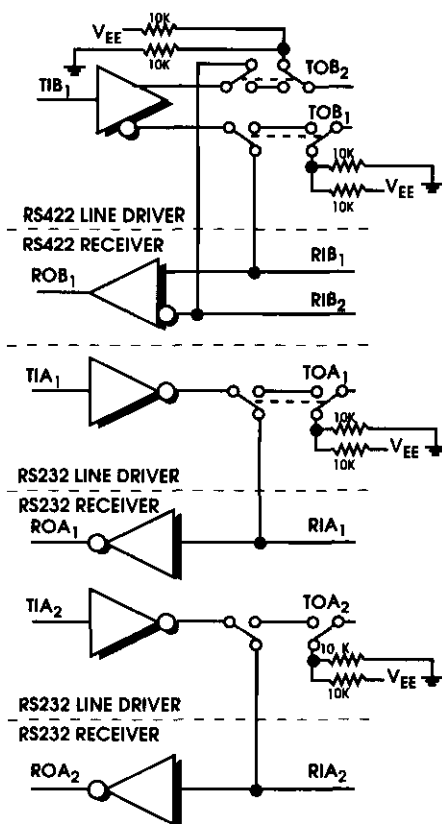 10K
VEE
10K
TOB2
TIB1
TOB1
10K
10K
VEE
RS422 LINE DRIVER
RS422 RECEIVER
RIB1
ROB1
RIB2
TIA1
TOA1
10K
10K
VEE
RS232 LINE DRIVER
RS232 RECEIVER
ROA1
RIA1
TIA2
TOA2
10. K
10K
VEE
RS232 LINE DRIVER
RS232 RECEIVER
ROA2
RIA2